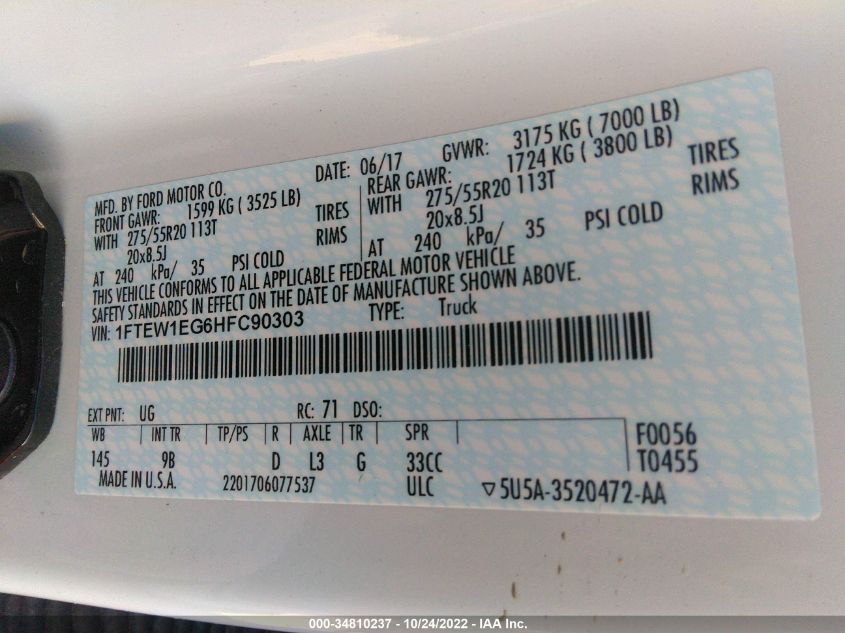 MFD. BY FORD MOTOR CO. DATE: 06/17 GVWR: 3175 KG ( 7000 LB)
FRONT GAWR: 1599 KG ( 3525 LB) REAR GAWR: 1724 KG ( 3800 LB)
WITH 275/55R20 113T TIRES WITH 275/55R20 113T TIRES
20x8.5J RIMS 20x8.5J RIMS
AT 240 kPa/ 35 PSI COLD AT 240 kPa/ 35 PSI COLD
THIS VEHICLE CONFORMS TO ALL APPLICABLE FEDERAL MOTOR VEHICLE
SAFETY STANDARDS IN EFFECT ON THE DATE OF MANUFACTURE SHOWN ABOVE.
VIN: 1FTEW1EG6HFC90303 TYPE: Truck
EXT PNT: UG RC: 71 DSO:
WB INT TR TP/PS R AXLE TR SPR F0056
145 9B D L3 G 33CC T0455
MADE IN U.S.A. 2201706077537 ULC ▽5U5A-3520472-AA
000-34810237 - 10/24/2022 - IAA Inc.